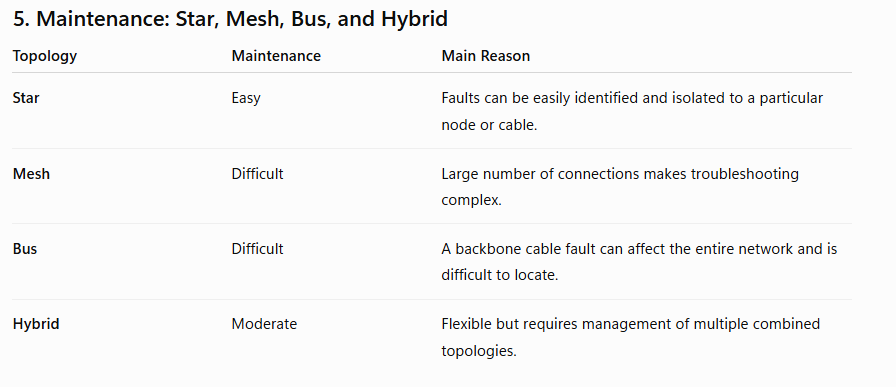 5. Maintenance: Star, Mesh, Bus, and Hybrid
Topology Maintenance Main Reason
Star Easy Faults can be easily identified and isolated to a particular
node or cable.
Mesh Difficult Large number of connections makes troubleshooting
complex.
Bus Difficult A backbone cable fault can affect the entire network and is
difficult to locate.
Hybrid Moderate Flexible but requires management of multiple combined
topologies.